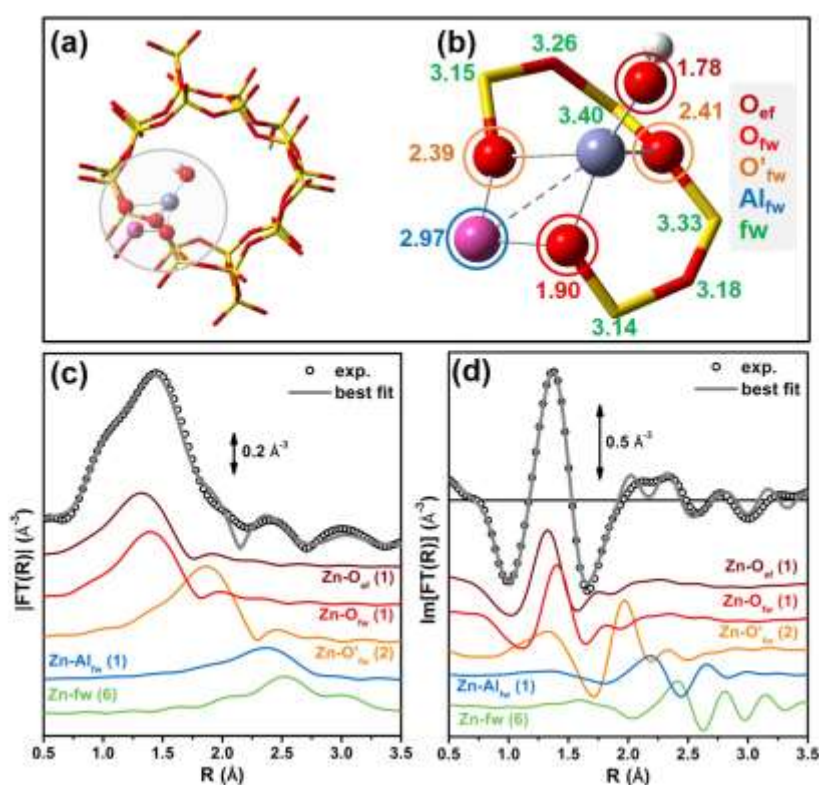 (a)
(b)
3.26
3.15
1.78
3.40
2.41
2.39
2.97
3.33
1.90
3.18
3.14
O_ef
O_fw
O'_fw
Al_fw
fw
(c)
exp.
best fit
0.2 Å⁻³
|FT(R)| (Å⁻³)
Zn-O_ef (1)
Zn-O_fw (1)
Zn-O'_fw (2)
Zn-Al_fw (1)
Zn-fw (6)
0.5 1.0 1.5 2.0 2.5 3.0 3.5
R (Å)
(d)
exp.
best fit
0.5 Å⁻³
Im[FT(R)] (Å⁻³)
Zn-O_ef (1)
Zn-O_fw (1)
Zn-O'_fw (2)
Zn-Al_fw (1)
Zn-fw (6)
0.5 1.0 1.5 2.0 2.5 3.0 3.5
R (Å)